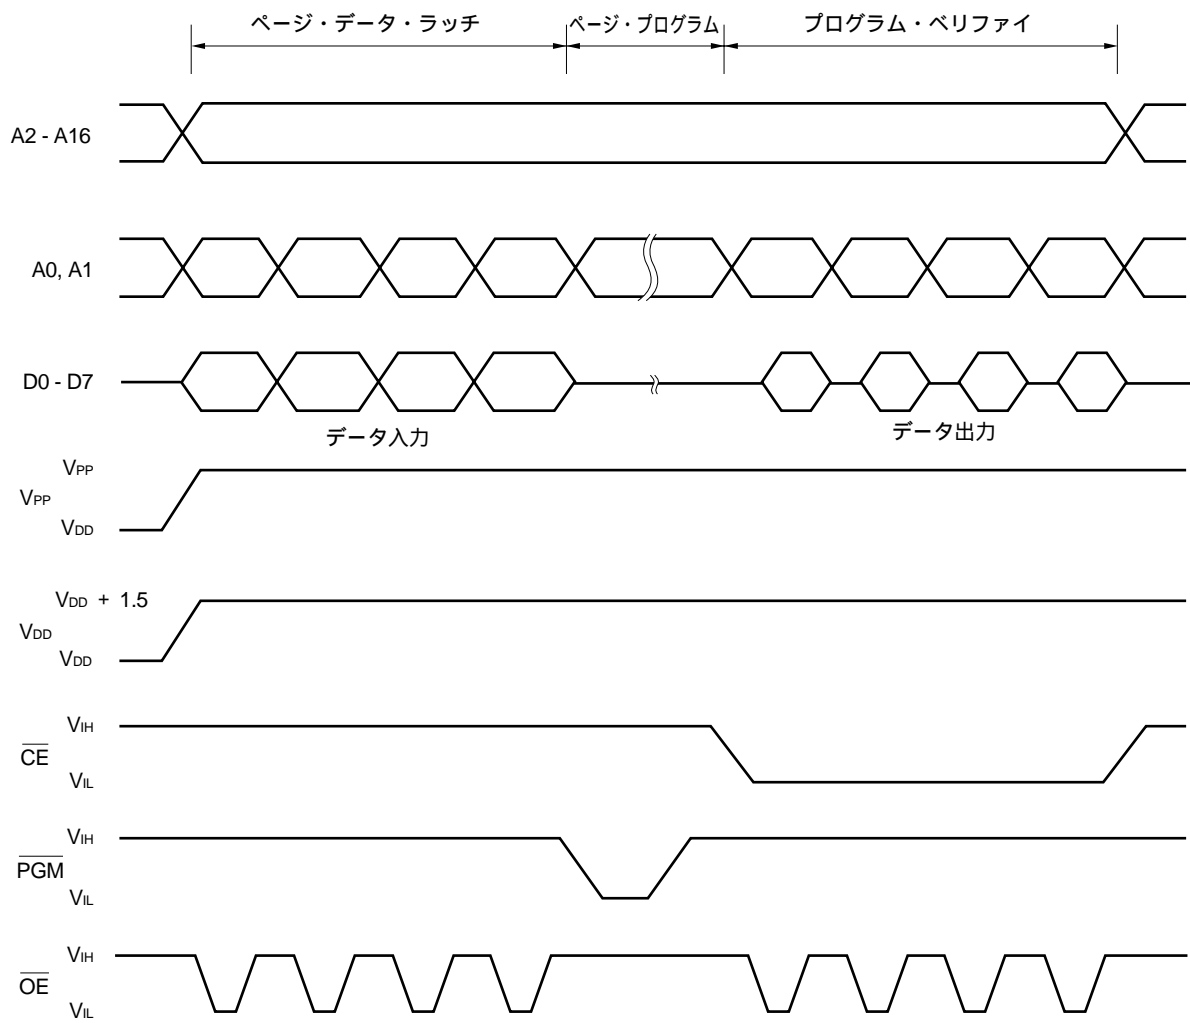 ページ・データ・ラッチ ページ・プログラム プログラム・ベリファイ
A2 - A16
A0, A1
D0 - D7
データ入力 データ出力
VPP
VPP
VDD
VDD + 1.5
VDD
VDD
VIH
CE
VIL
VIH
PGM
VIL
VIH
OE
VIL